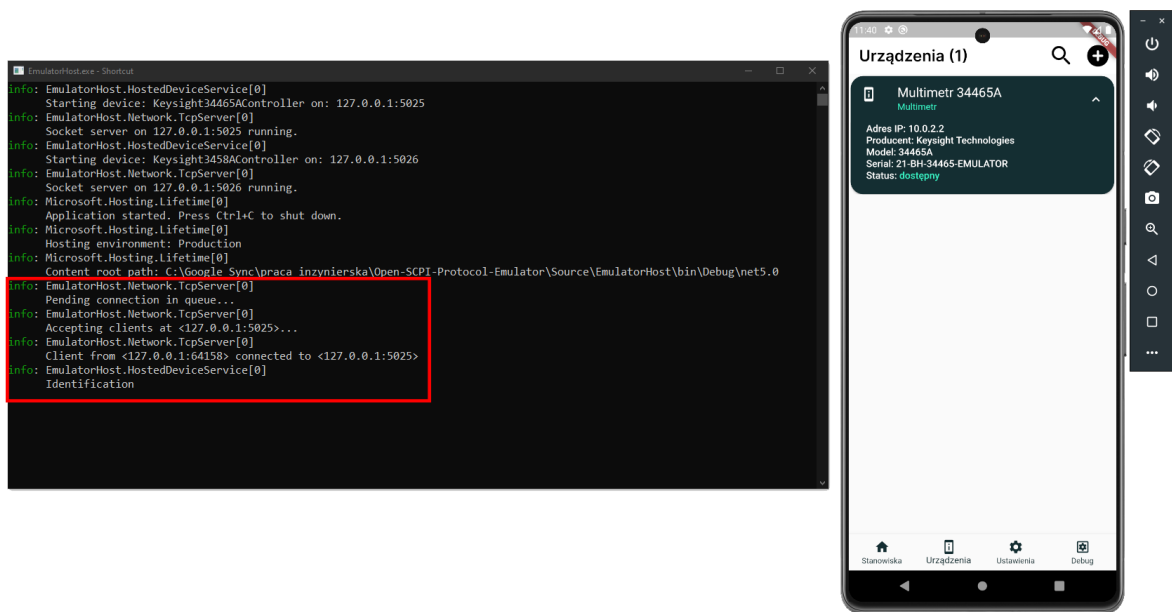 EmulatorHost.exe - Shortcut
info: EmulatorHost.HostedDeviceService[0]
Starting device: Keysight34465AController on: 127.0.0.1:5025
info: EmulatorHost.Network.TcpServer[0]
Socket server on 127.0.0.1:5025 running.
info: EmulatorHost.HostedDeviceService[0]
Starting device: Keysight3458AController on: 127.0.0.1:5026
info: EmulatorHost.Network.TcpServer[0]
Socket server on 127.0.0.1:5026 running.
info: Microsoft.Hosting.Lifetime[0]
Application started. Press Ctrl+C to shut down.
info: Microsoft.Hosting.Lifetime[0]
Hosting environment: Production
info: Microsoft.Hosting.Lifetime[0]
Content root path: C:\Google Sync\praca inzynierska\Open-SCPI-Protocol-Emulator\Source\EmulatorHost\bin\Debug\net5.0
info: EmulatorHost.Network.TcpServer[0]
Pending connection in queue...
info: EmulatorHost.Network.TcpServer[0]
Accepting clients at <127.0.0.1:5025>...
info: EmulatorHost.Network.TcpServer[0]
Client from <127.0.0.1:64158> connected to <127.0.0.1:5025>
info: EmulatorHost.HostedDeviceService[0]
Identification
11:40
Urządzenia (1)
Multimetr 34465A
Multimetr
Adres IP: 10.0.2.2
Producent: Keysight Technologies
Model: 34465A
Serial: 21-BH-34465-EMULATOR
Status: dostępny
Stanowiska Urządzenia Ustawienia Debug